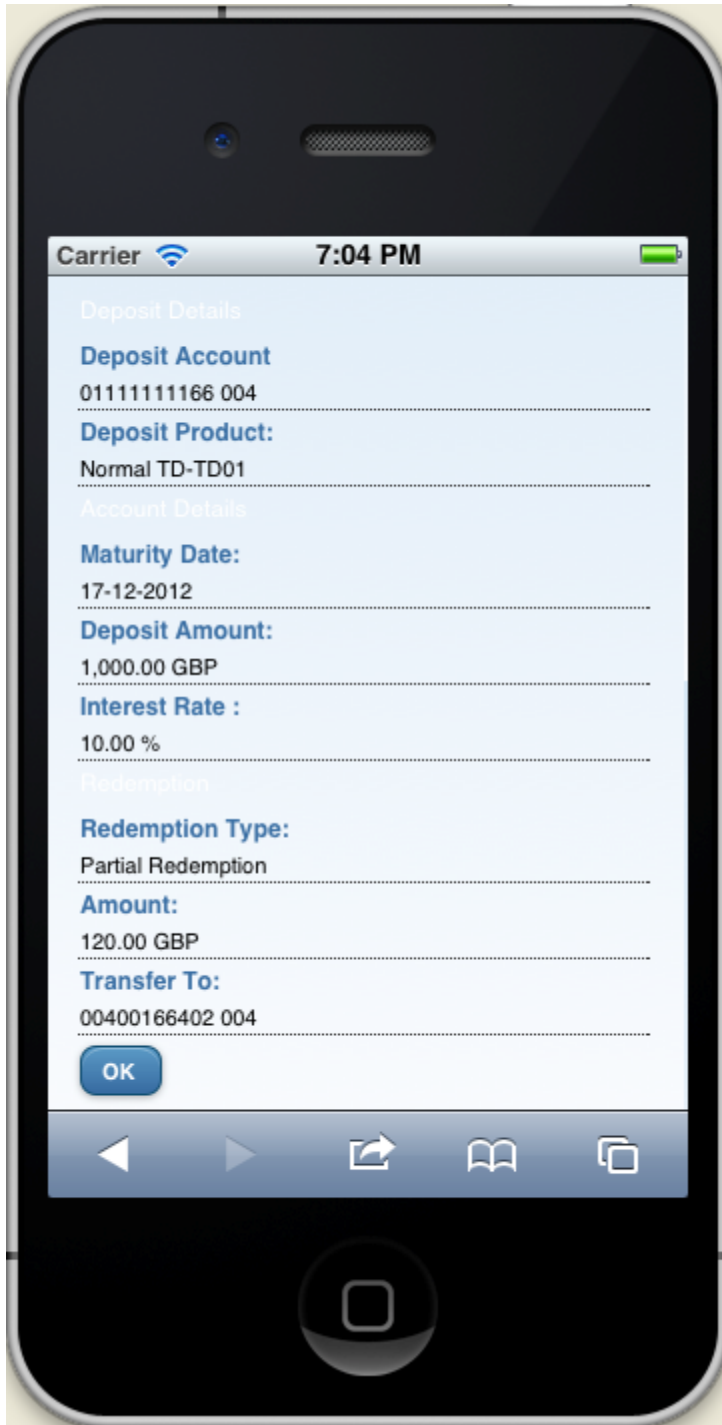 Carrier
7:04 PM
Deposit Details
Deposit Account
01111111166 004
Deposit Product:
Normal TD-TD01
Account Details
Maturity Date:
17-12-2012
Deposit Amount:
1,000.00 GBP
Interest Rate :
10.00 %
Redemption
Redemption Type:
Partial Redemption
Amount:
120.00 GBP
Transfer To:
00400166402 004
OK